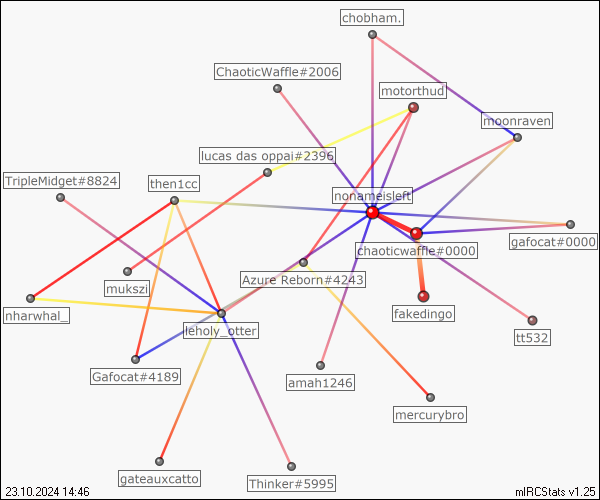 chobham.
ChaoticWaffle#2006
motorthud
moonraven
lucas das oppai#2396
TripleMidget#8824
then1cc
nonameisleft
gafocat#0000
chaoticwaffle#0000
Azure Reborn#4243
mukszi
nharwhal_
fakedingo
leholy_otter
tt532
Gafocat#4189
amah1246
mercurybro
gateauxcatto
Thinker#5995
23.10.2024 14:46
mIRCStats v1.25